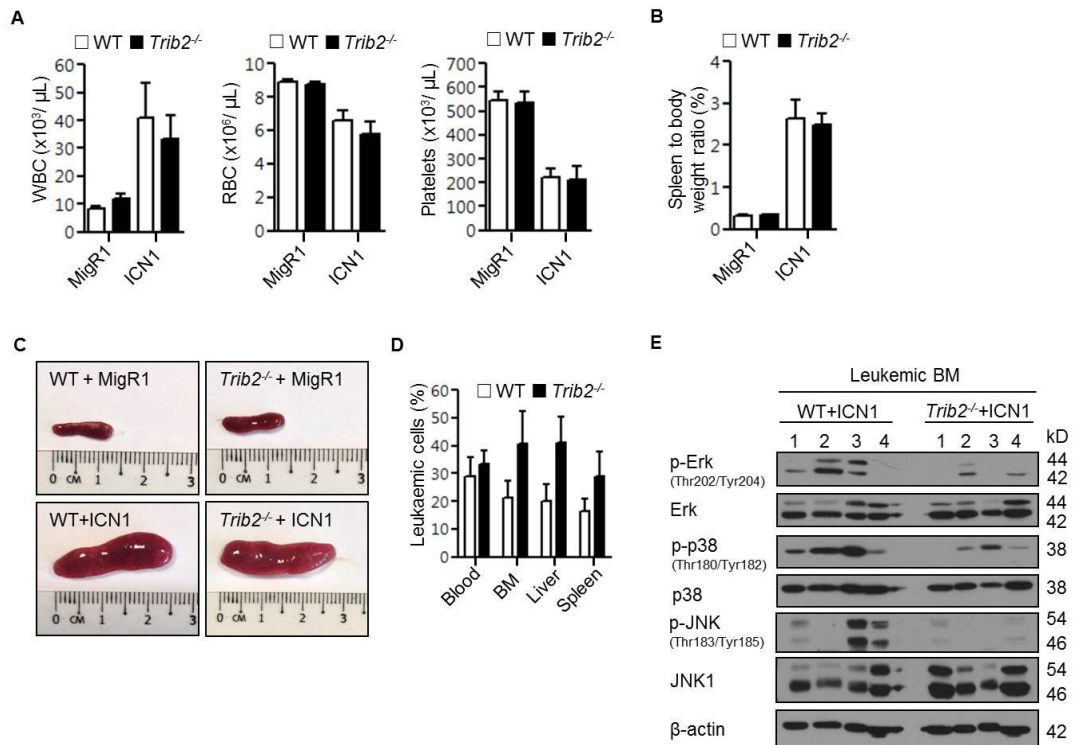 A
WT Trib2-/-
WBC (x10³/ µL)
60
50
40
30
20
10
0
MigR1
ICN1
WT Trib2-/-
RBC (x10⁶/ µL)
10
8
6
4
2
0
MigR1
ICN1
WT Trib2-/-
Platelets (x10³/ µL)
700
600
500
400
300
200
100
0
MigR1
ICN1
B
WT Trib2-/-
Spleen to body
weight ratio (%)
4
3
2
1
0
MigR1
ICN1
C
WT + MigR1
0 CM 1 2 3
Trib2-/- + MigR1
0 CM 1 2 3
WT+ICN1
0 CM 1 2 3
Trib2-/- + ICN1
0 CM 1 2 3
D
WT Trib2-/-
Leukaemic cells (%)
60
50
40
30
20
10
0
Blood
BM
Liver
Spleen
E
Leukemic BM
WT+ICN1 Trib2-/-+ICN1
1 2 3 4 1 2 3 4 kD
p-Erk
(Thr202/Tyr204)
44
42
Erk
44
42
p-p38
(Thr180/Tyr182)
38
p38
38
p-JNK
(Thr183/Tyr185)
54
46
JNK1
54
46
β-actin
42